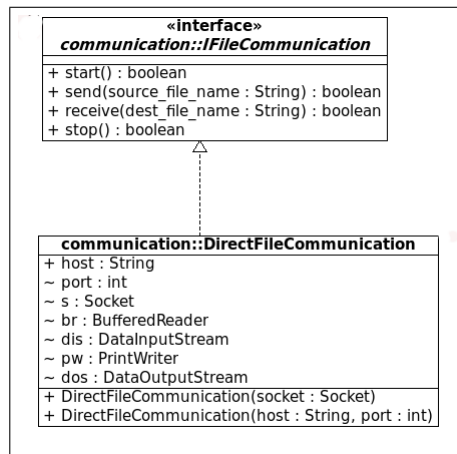 «interface»
communication::IFileCommunication
+ start() : boolean
+ send(source_file_name : String) : boolean
+ receive(dest_file_name : String) : boolean
+ stop() : boolean
communication::DirectFileCommunication
+ host : String
~ port : int
~ s : Socket
~ br : BufferedReader
~ dis : DataInputStream
~ pw : PrintWriter
~ dos : DataOutputStream
+ DirectFileCommunication(socket : Socket)
+ DirectFileCommunication(host : String, port : int)